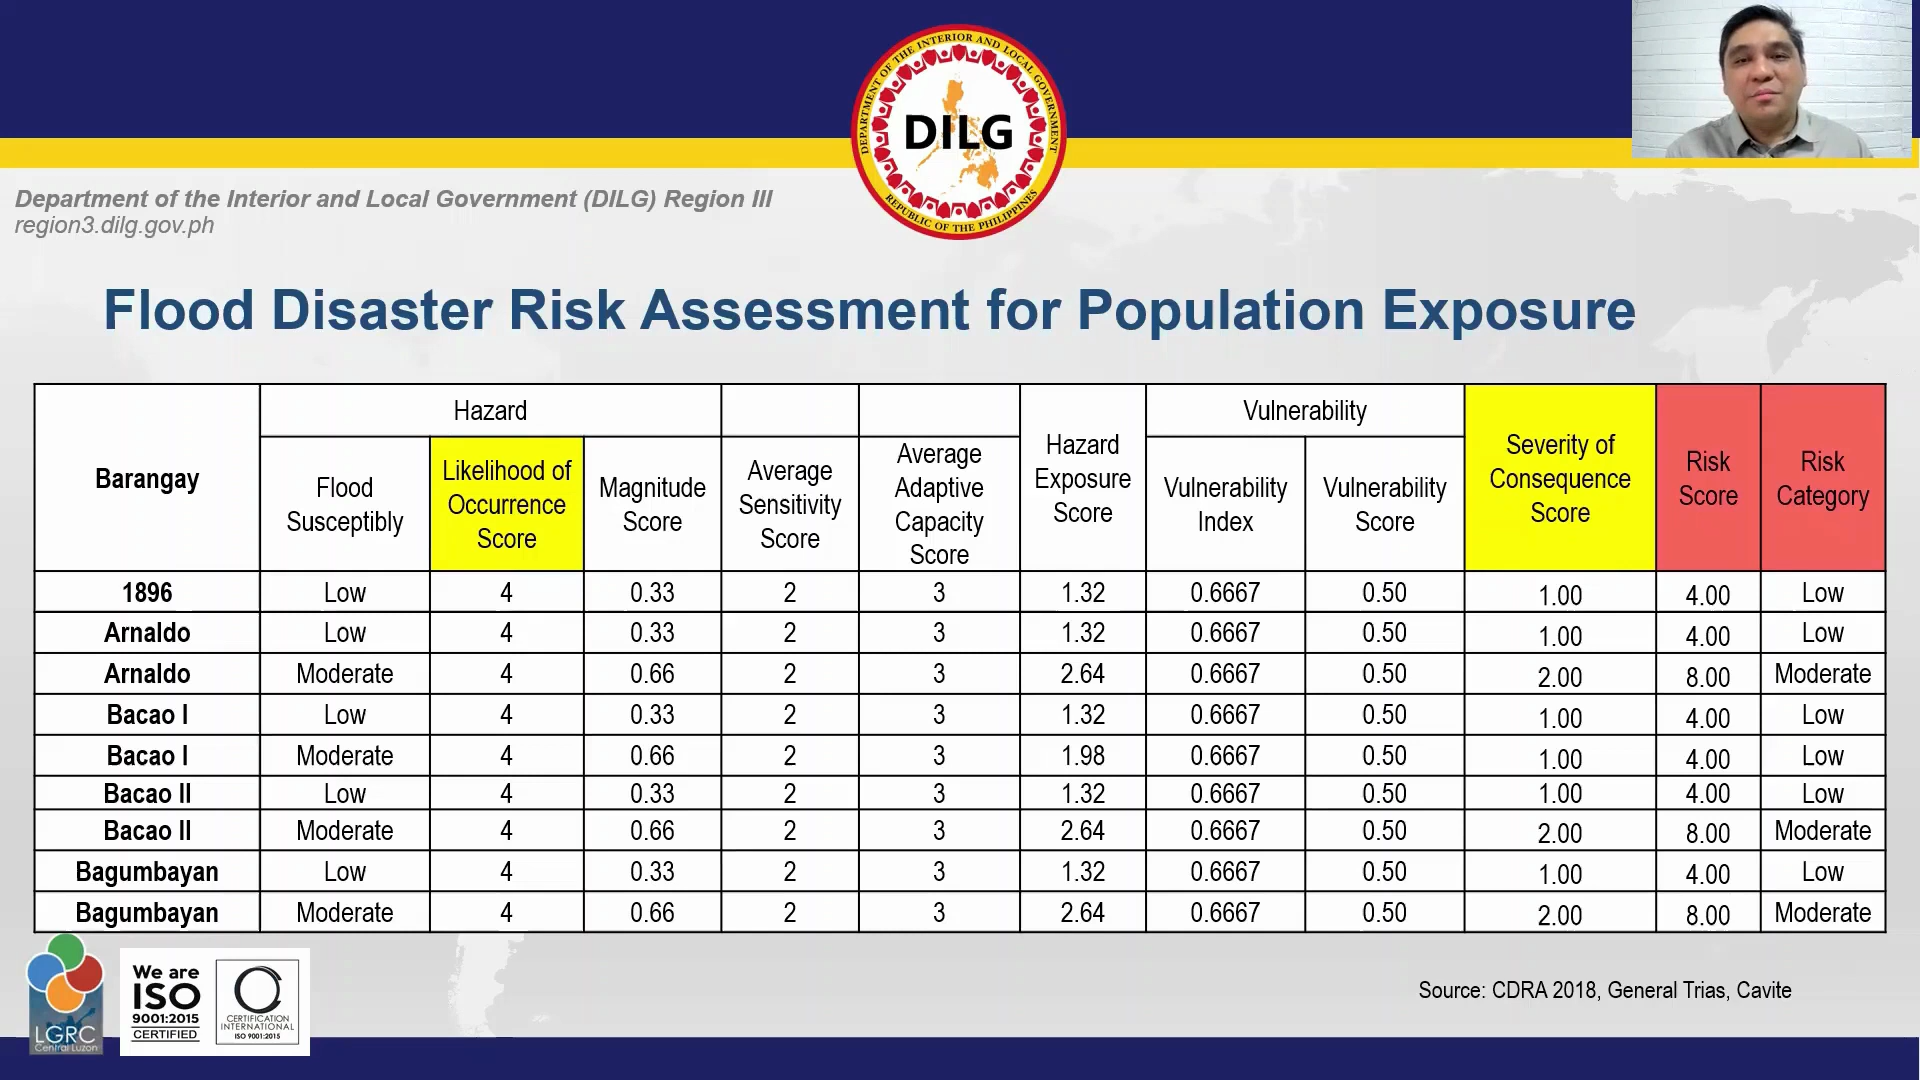 DEPARTMENT OF THE INTERIOR AND LOCAL GOVERNMENT
DILG
REPUBLIC OF THE PHILIPPINES
Department of the Interior and Local Government (DILG) Region III
region3.dilg.gov.ph
Flood Disaster Risk Assessment for Population Exposure
Barangay Hazard Hazard Exposure Score Vulnerability Severity of Consequence Score Risk Score Risk Category
Flood Susceptibly Likelihood of Occurrence Score Magnitude Score Average Sensitivity Score Average Adaptive Capacity Score Vulnerability Index Vulnerability Score
1896 Low 4 0.33 2 3 1.32 0.6667 0.50 1.00 4.00 Low
Arnaldo Low 4 0.33 2 3 1.32 0.6667 0.50 1.00 4.00 Low
Arnaldo Moderate 4 0.66 2 3 2.64 0.6667 0.50 2.00 8.00 Moderate
Bacao I Low 4 0.33 2 3 1.32 0.6667 0.50 1.00 4.00 Low
Bacao I Moderate 4 0.66 2 3 1.98 0.6667 0.50 1.00 4.00 Low
Bacao II Low 4 0.33 2 3 1.32 0.6667 0.50 1.00 4.00 Low
Bacao II Moderate 4 0.66 2 3 2.64 0.6667 0.50 2.00 8.00 Moderate
Bagumbayan Low 4 0.33 2 3 1.32 0.6667 0.50 1.00 4.00 Low
Bagumbayan Moderate 4 0.66 2 3 2.64 0.6667 0.50 2.00 8.00 Moderate
LGRC
Central Luzon
We are
ISO
9001:2015
CERTIFIED
CERTIFICATION
INTERNATIONAL
ISO 9001:2015
Source: CDRA 2018, General Trias, Cavite